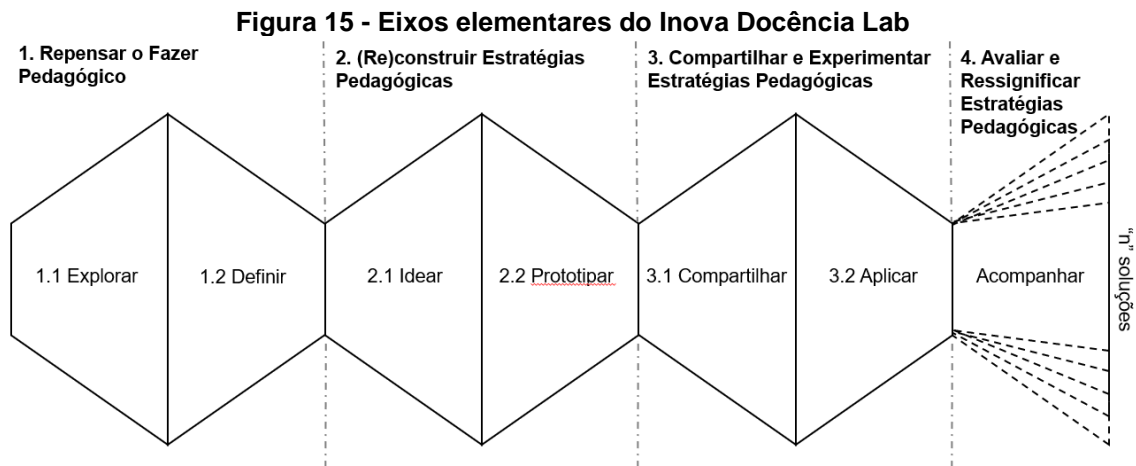 Figura 15 - Eixos elementares do Inova Docência Lab
1. Repensar o Fazer
Pedagógico
2. (Re)construir Estratégias
Pedagógicas
3. Compartilhar e Experimentar
Estratégias Pedagógicas
4. Avaliar e
Ressignificar
Estratégias
Pedagógicas
1.1 Explorar
1.2 Definir
2.1 Idear
2.2 Prototipar
3.1 Compartilhar
3.2 Aplicar
Acompanhar
"n" soluções